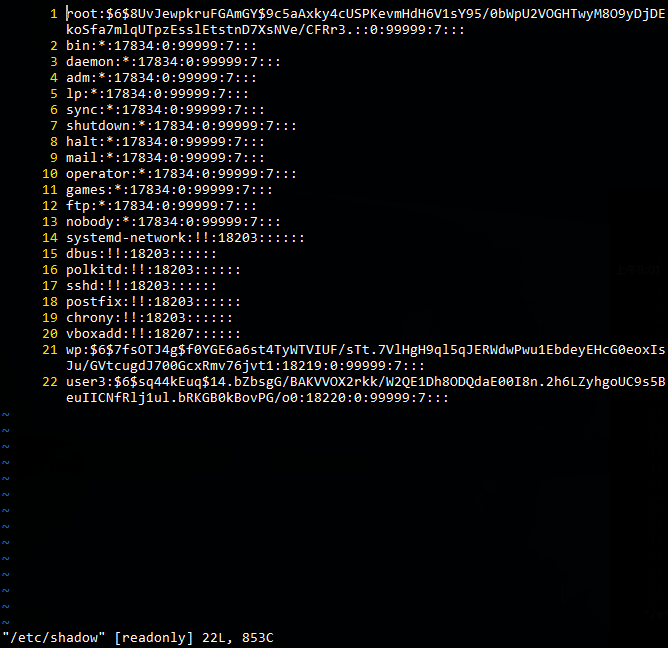 1 root:$6$8UvJewpkruFGAmGY$9c5aAxky4cUSPKevmHdH6V1sY95/0bWpU2VOGHTwyM8O9yDjDE
koSfa7mlqUTpzEsslEtstnD7XsNVe/CFRr3.::0:99999:7:::
2 bin:*:17834:0:99999:7:::
3 daemon:*:17834:0:99999:7:::
4 adm:*:17834:0:99999:7:::
5 lp:*:17834:0:99999:7:::
6 sync:*:17834:0:99999:7:::
7 shutdown:*:17834:0:99999:7:::
8 halt:*:17834:0:99999:7:::
9 mail:*:17834:0:99999:7:::
10 operator:*:17834:0:99999:7:::
11 games:*:17834:0:99999:7:::
12 ftp:*:17834:0:99999:7:::
13 nobody:*:17834:0:99999:7:::
14 systemd-network:!!:18203::::::
15 dbus:!!:18203::::::
16 polkitd:!!:18203::::::
17 sshd:!!:18203::::::
18 postfix:!!:18203::::::
19 chrony:!!:18203::::::
20 vboxadd:!!:18207::::::
21 wp:$6$7fsOTJ4g$f0YGE6a6st4TyWTVIUF/sTt.7VlHgH9ql5qJERWdwPwu1EbdeyEHcG0eoxIs
Ju/GVtcugdJ700GcxRmv76jvt1:18219:0:99999:7:::
22 user3:$6$sq44kEuq$14.bZbsgG/BAKVVOX2rkk/W2QE1Dh8ODQdaE00I8n.2h6LZyhgoUC9s5B
euIICNfRlj1ul.bRKGB0kBovPG/o0:18220:0:99999:7:::
~
~
~
~
~
~
~
~
~
~
~
~
~
~
"/etc/shadow" [readonly] 22L, 853C